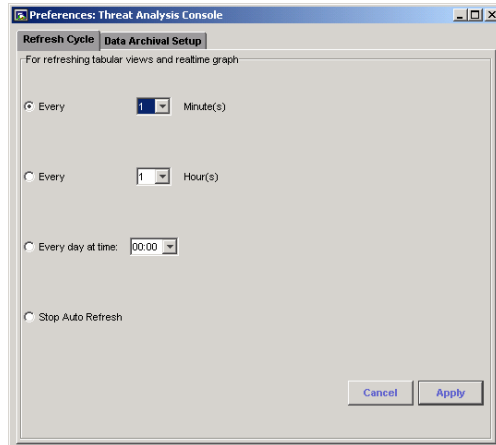 Preferences: Threat Analysis Console
Refresh Cycle Data Archival Setup
For refreshing tabular views and realtime graph
Every 1 Minute(s)
Every 1 Hour(s)
Every day at time: 00:00
Stop Auto Refresh
Cancel Apply